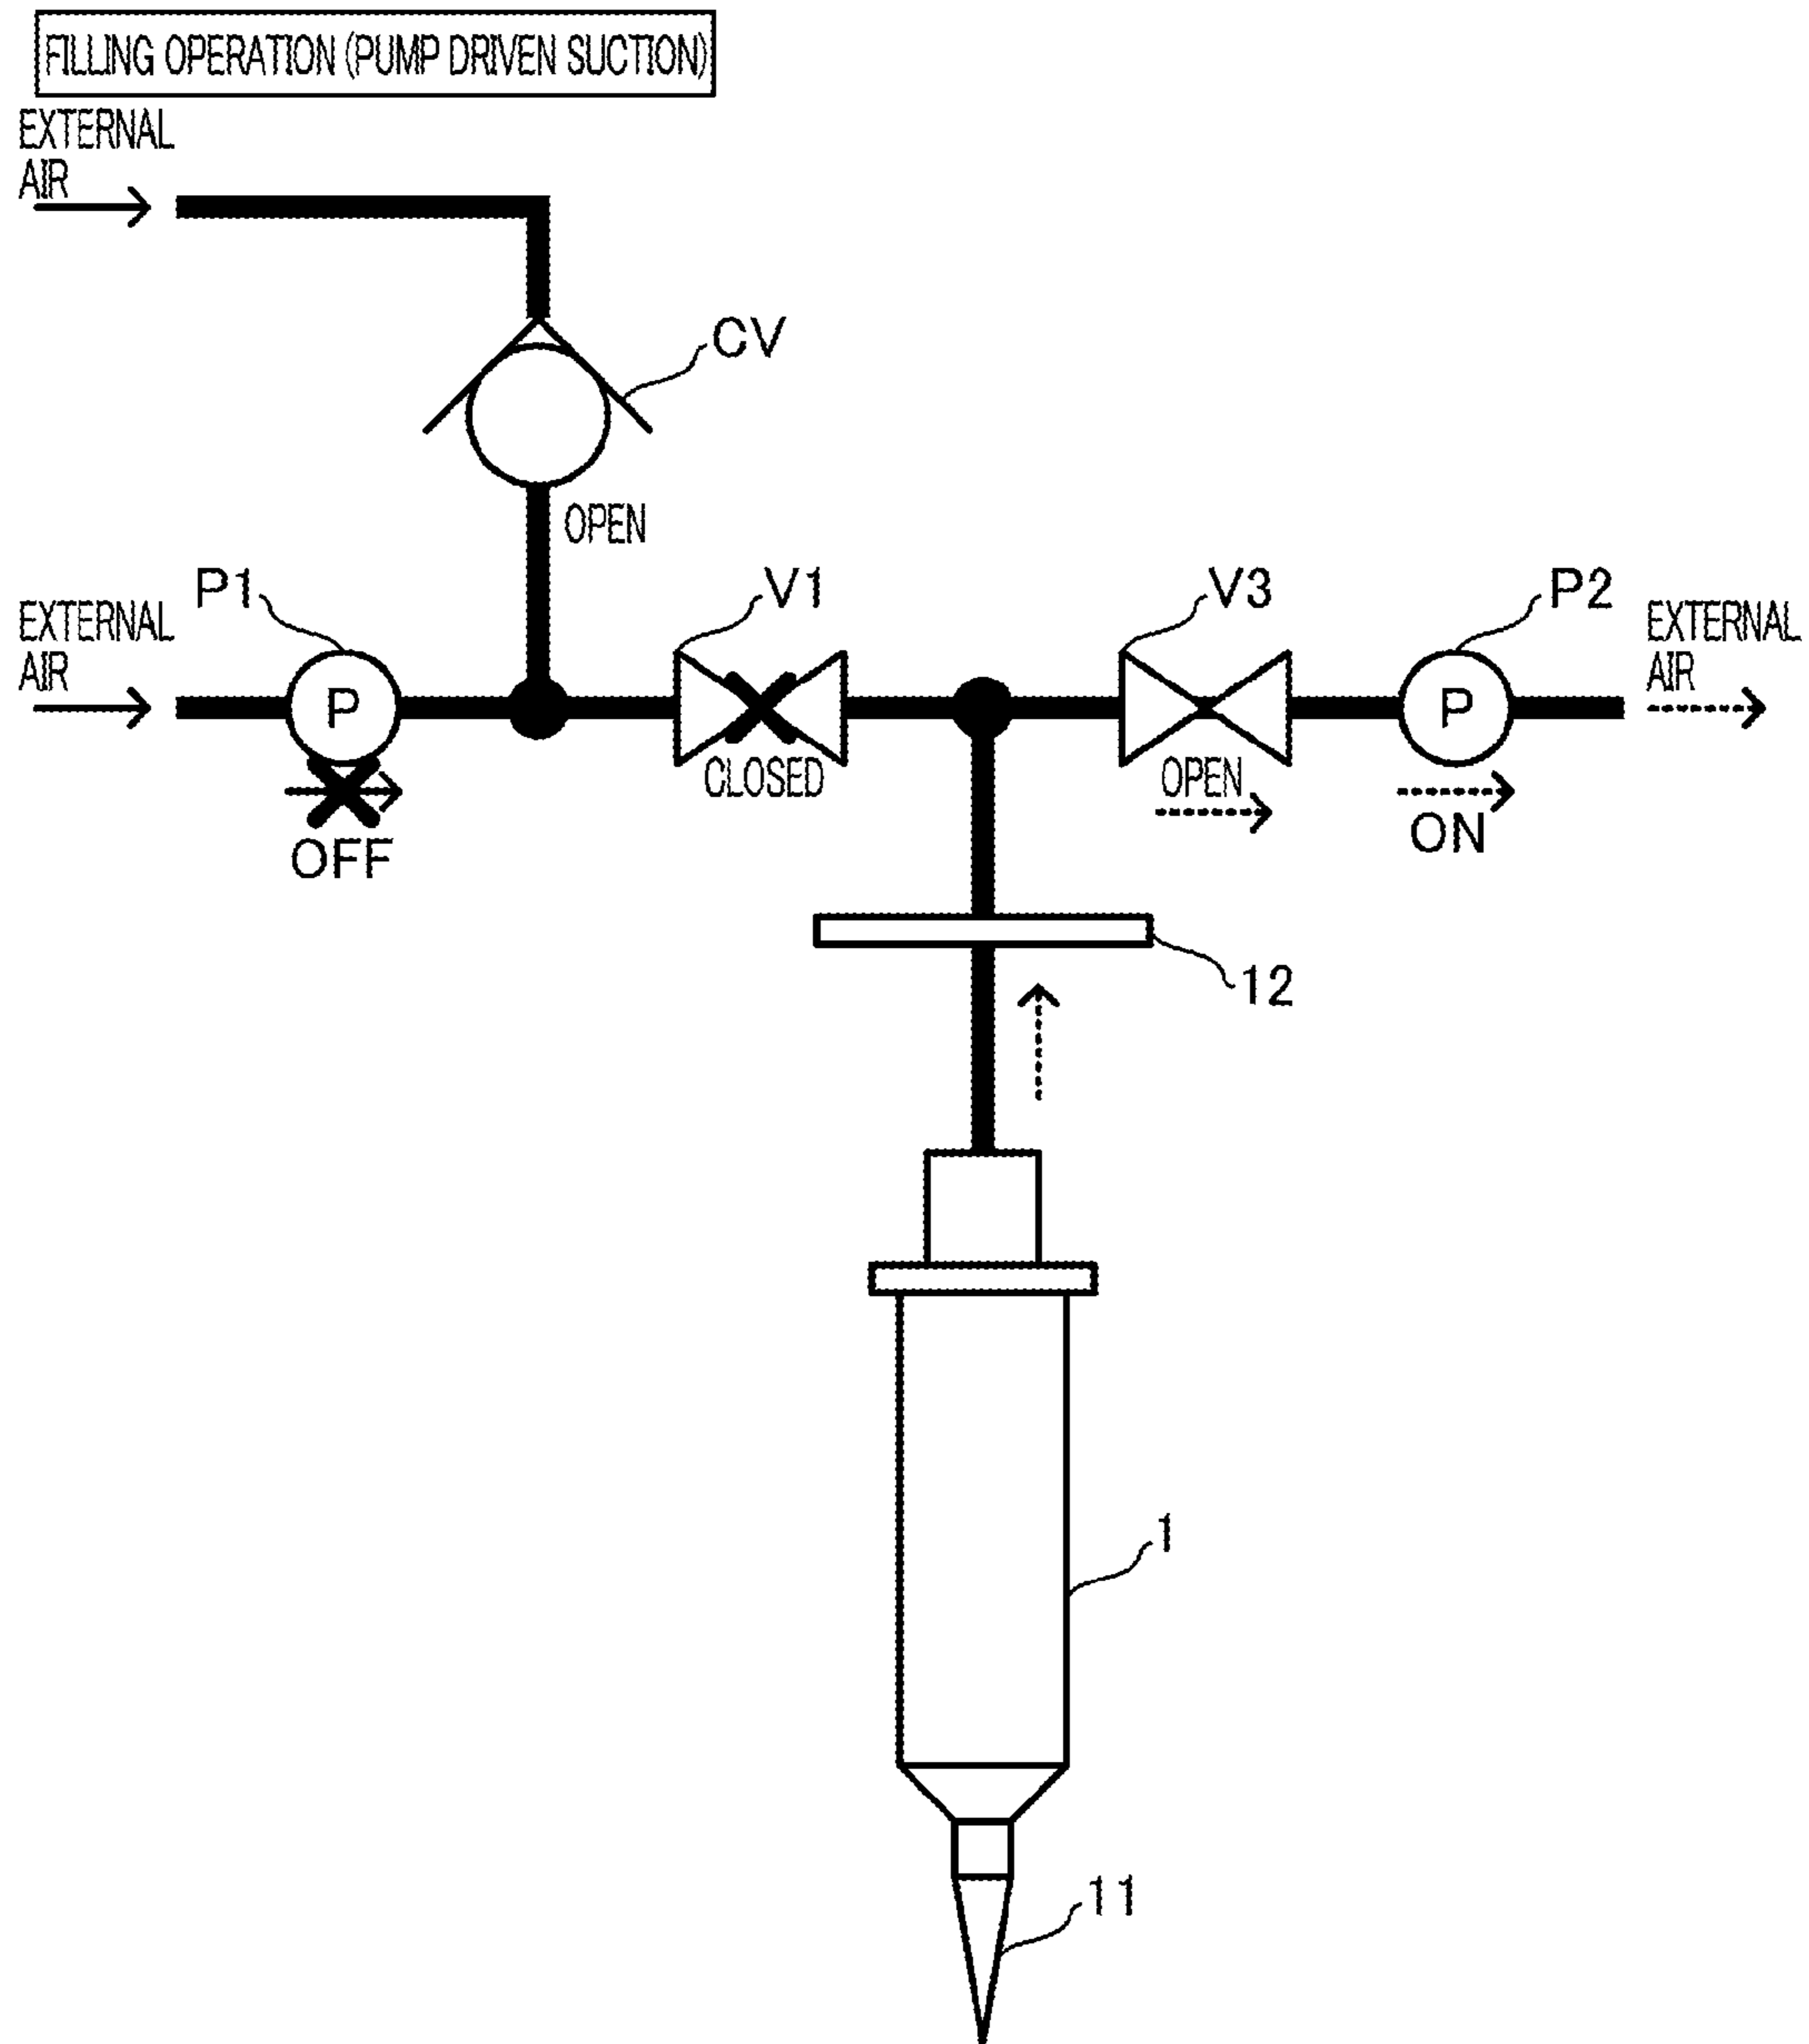 FILLING OPERATION (PUMP DRIVEN SUCTION)
EXTERNAL
AIR
CV
OPEN
P1
V1
V3
P2
EXTERNAL
AIR
EXTERNAL
AIR
P
P
CLOSED
OPEN
OFF
ON
12
1
11